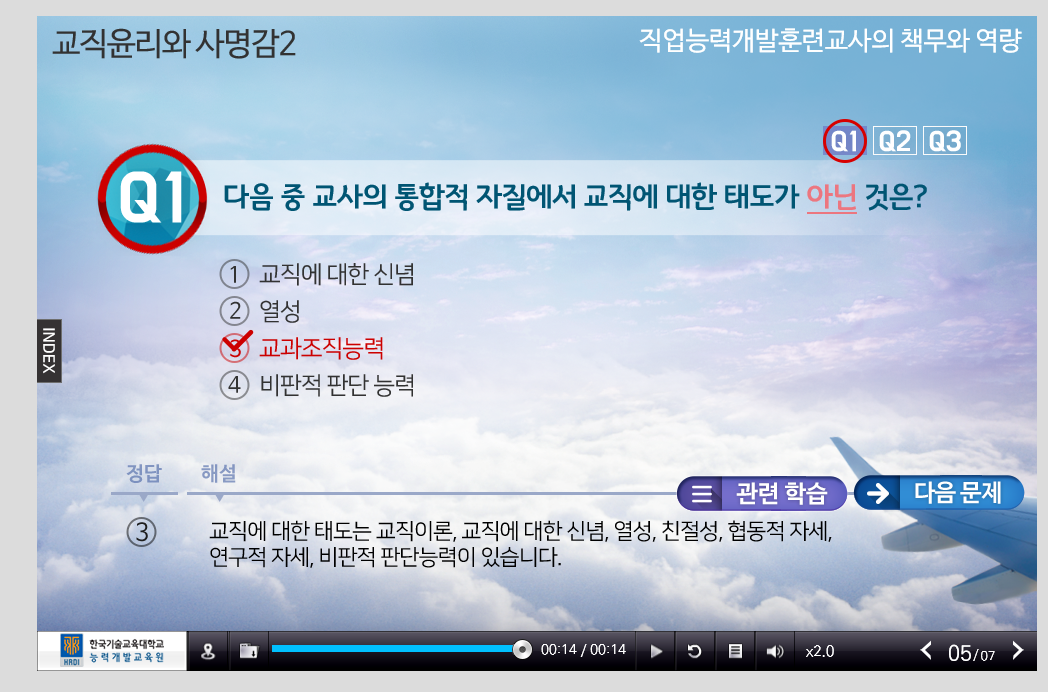 교직윤리와 사명감2
직업능력개발훈련교사의 책무와 역량
Q1 Q2 Q3
Q1 다음 중 교사의 통합적 자질에서 교직에 대한 태도가 아닌 것은?
① 교직에 대한 신념
② 열성
③ 교과조직능력
④ 비판적 판단 능력
INDEX
정답 해설
관련 학습 다음 문제
③ 교직에 대한 태도는 교직이론, 교직에 대한 신념, 열성, 친절성, 협동적 자세,
연구적 자세, 비판적 판단능력이 있습니다.
한국기술교육대학교
능력개발교육원
HRDI
00:14 / 00:14
x2.0
05/07